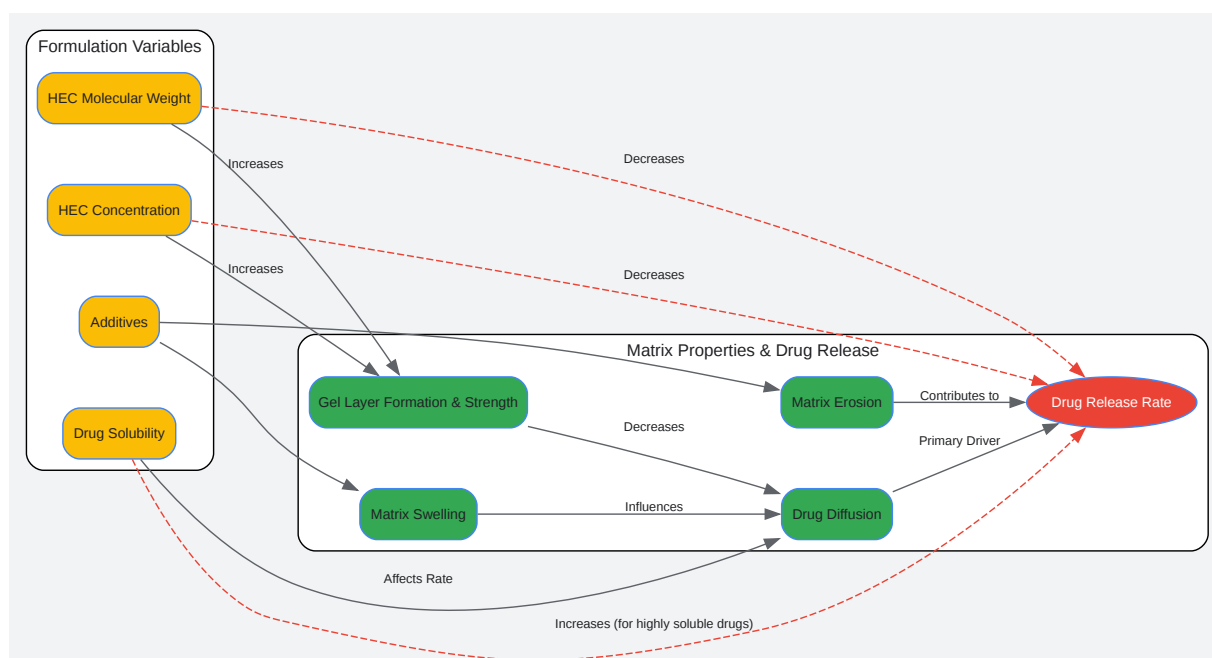 Formulation Variables
HEC Molecular Weight
Decreases
Increases
HEC Concentration
Increases
Decreases
Additives
Matrix Properties & Drug Release
Gel Layer Formation & Strength
Matrix Erosion
Contributes to
Drug Release Rate
Decreases
Primary Driver
Drug Solubility
Matrix Swelling
Influences
Drug Diffusion
Affects Rate
Increases (for highly soluble drugs)